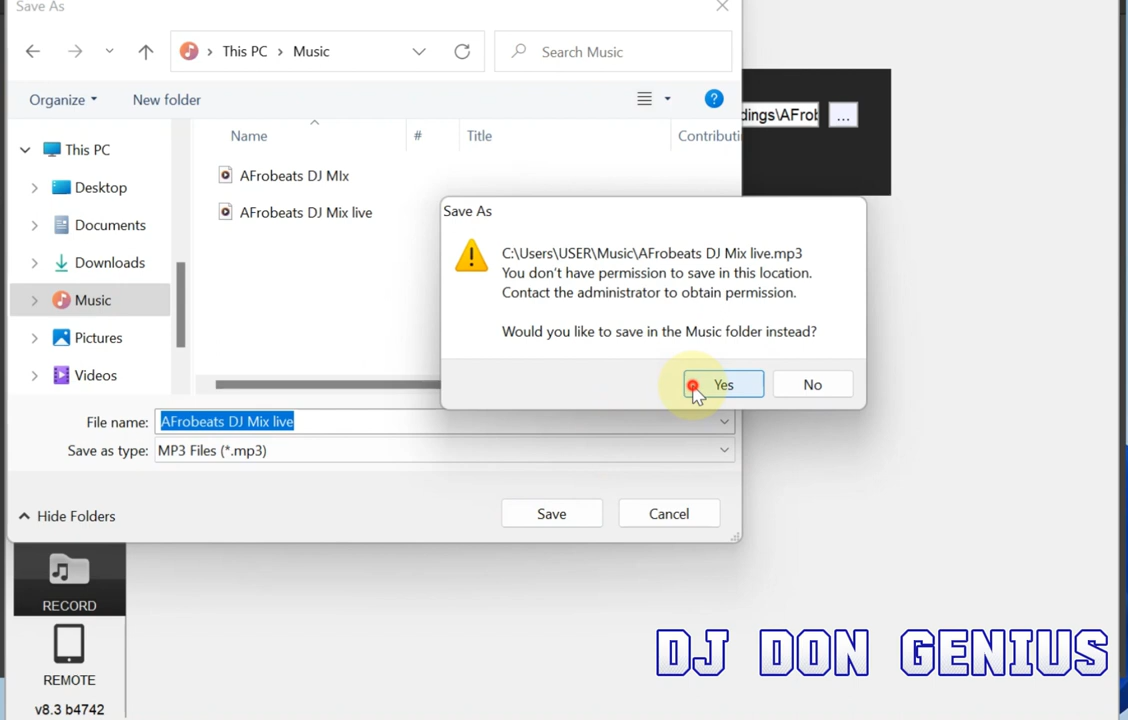 Save As
This PC
Music
Search Music
Organize
New folder
?
dings\AFrob
...
Name
#
Title
Contributi
This PC
Desktop
Documents
Downloads
Music
Pictures
Videos
AFrobeats DJ MIx
AFrobeats DJ Mix live
Save As
C:\Users\USER\Music\AFrobeats DJ Mix live.mp3
You don't have permission to save in this location.
Contact the administrator to obtain permission.
Would you like to save in the Music folder instead?
Yes
No
File name:
AFrobeats DJ Mix live
Save as type:
MP3 Files (*.mp3)
Hide Folders
Save
Cancel
RECORD
REMOTE
v8.3 b4742
DJ DON GENIUS